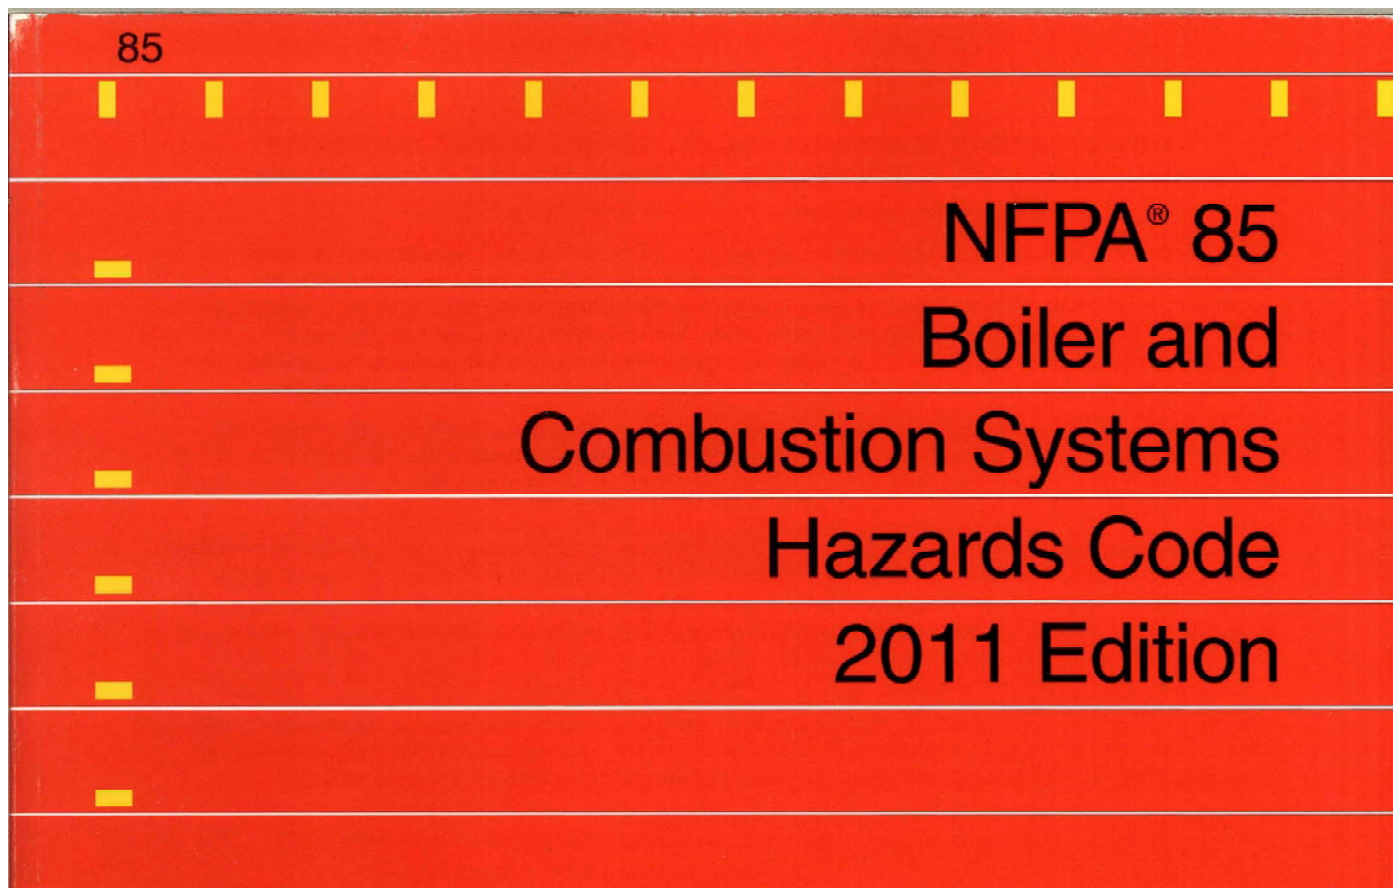 85
NFPA® 85
Boiler and
Combustion Systems
Hazards Code
2011 Edition